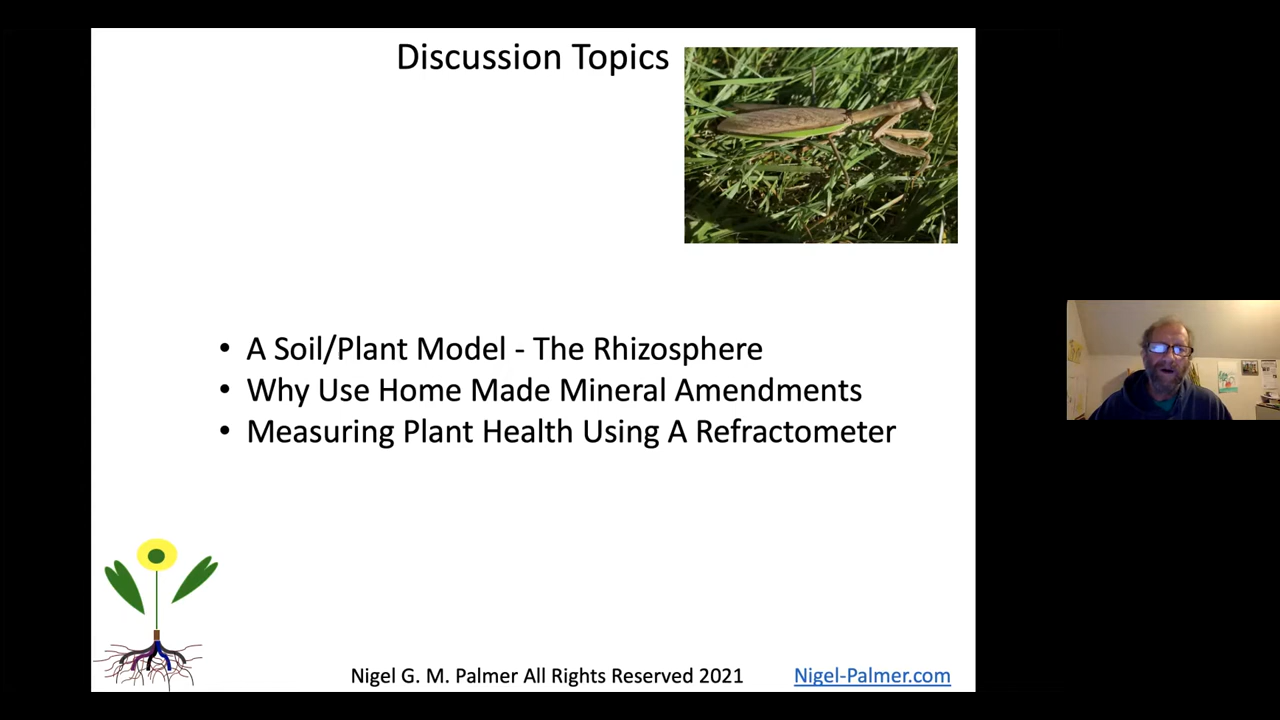 Discussion Topics
• A Soil/Plant Model - The Rhizosphere
• Why Use Home Made Mineral Amendments
• Measuring Plant Health Using A Refractometer
Nigel G. M. Palmer All Rights Reserved 2021
Nigel-Palmer.com